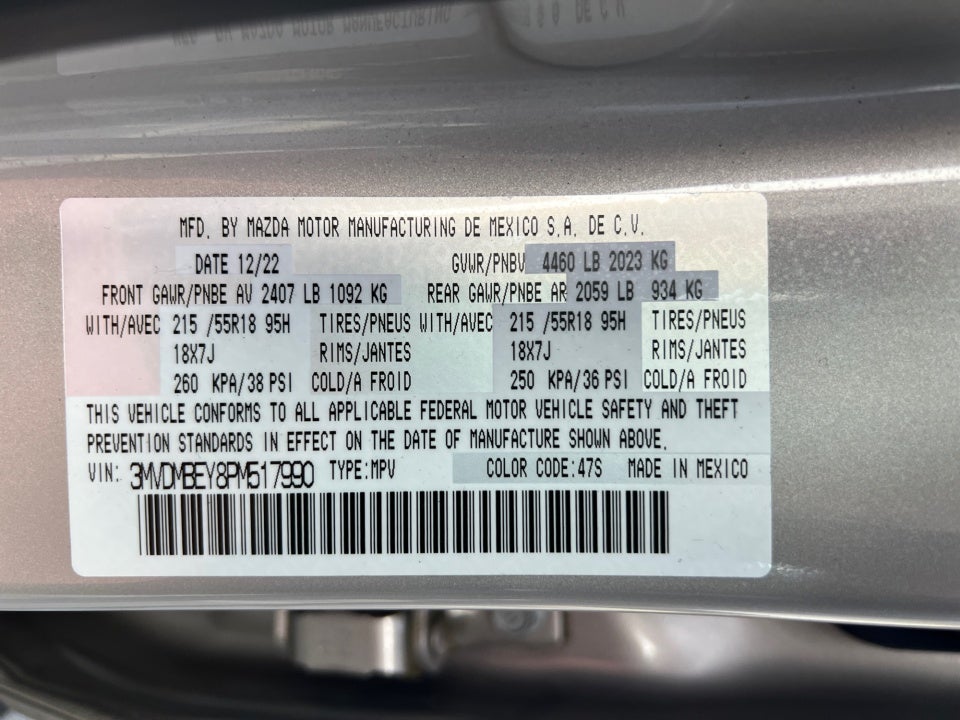 MFD. BY MAZDA MOTOR MANUFACTURING DE MEXICO S.A. DE C.V.
DATE 12/22 GVWR/PNBV 4460 LB 2023 KG
FRONT GAWR/PNBE AV 2407 LB 1092 KG REAR GAWR/PNBE AR 2059 LB 934 KG
WITH/AVEC 215 /55R18 95H TIRES/PNEUS WITH/AVEC 215 /55R18 95H TIRES/PNEUS
18X7J RIMS/JANTES 18X7J RIMS/JANTES
260 KPA/38 PSI COLD/A FROID 250 KPA/36 PSI COLD/A FROID
THIS VEHICLE CONFORMS TO ALL APPLICABLE FEDERAL MOTOR VEHICLE SAFETY AND THEFT
PREVENTION STANDARDS IN EFFECT ON THE DATE OF MANUFACTURE SHOWN ABOVE.
VIN: 3MVDMBEY8PM517990 TYPE:MPV COLOR CODE:47S MADE IN MEXICO